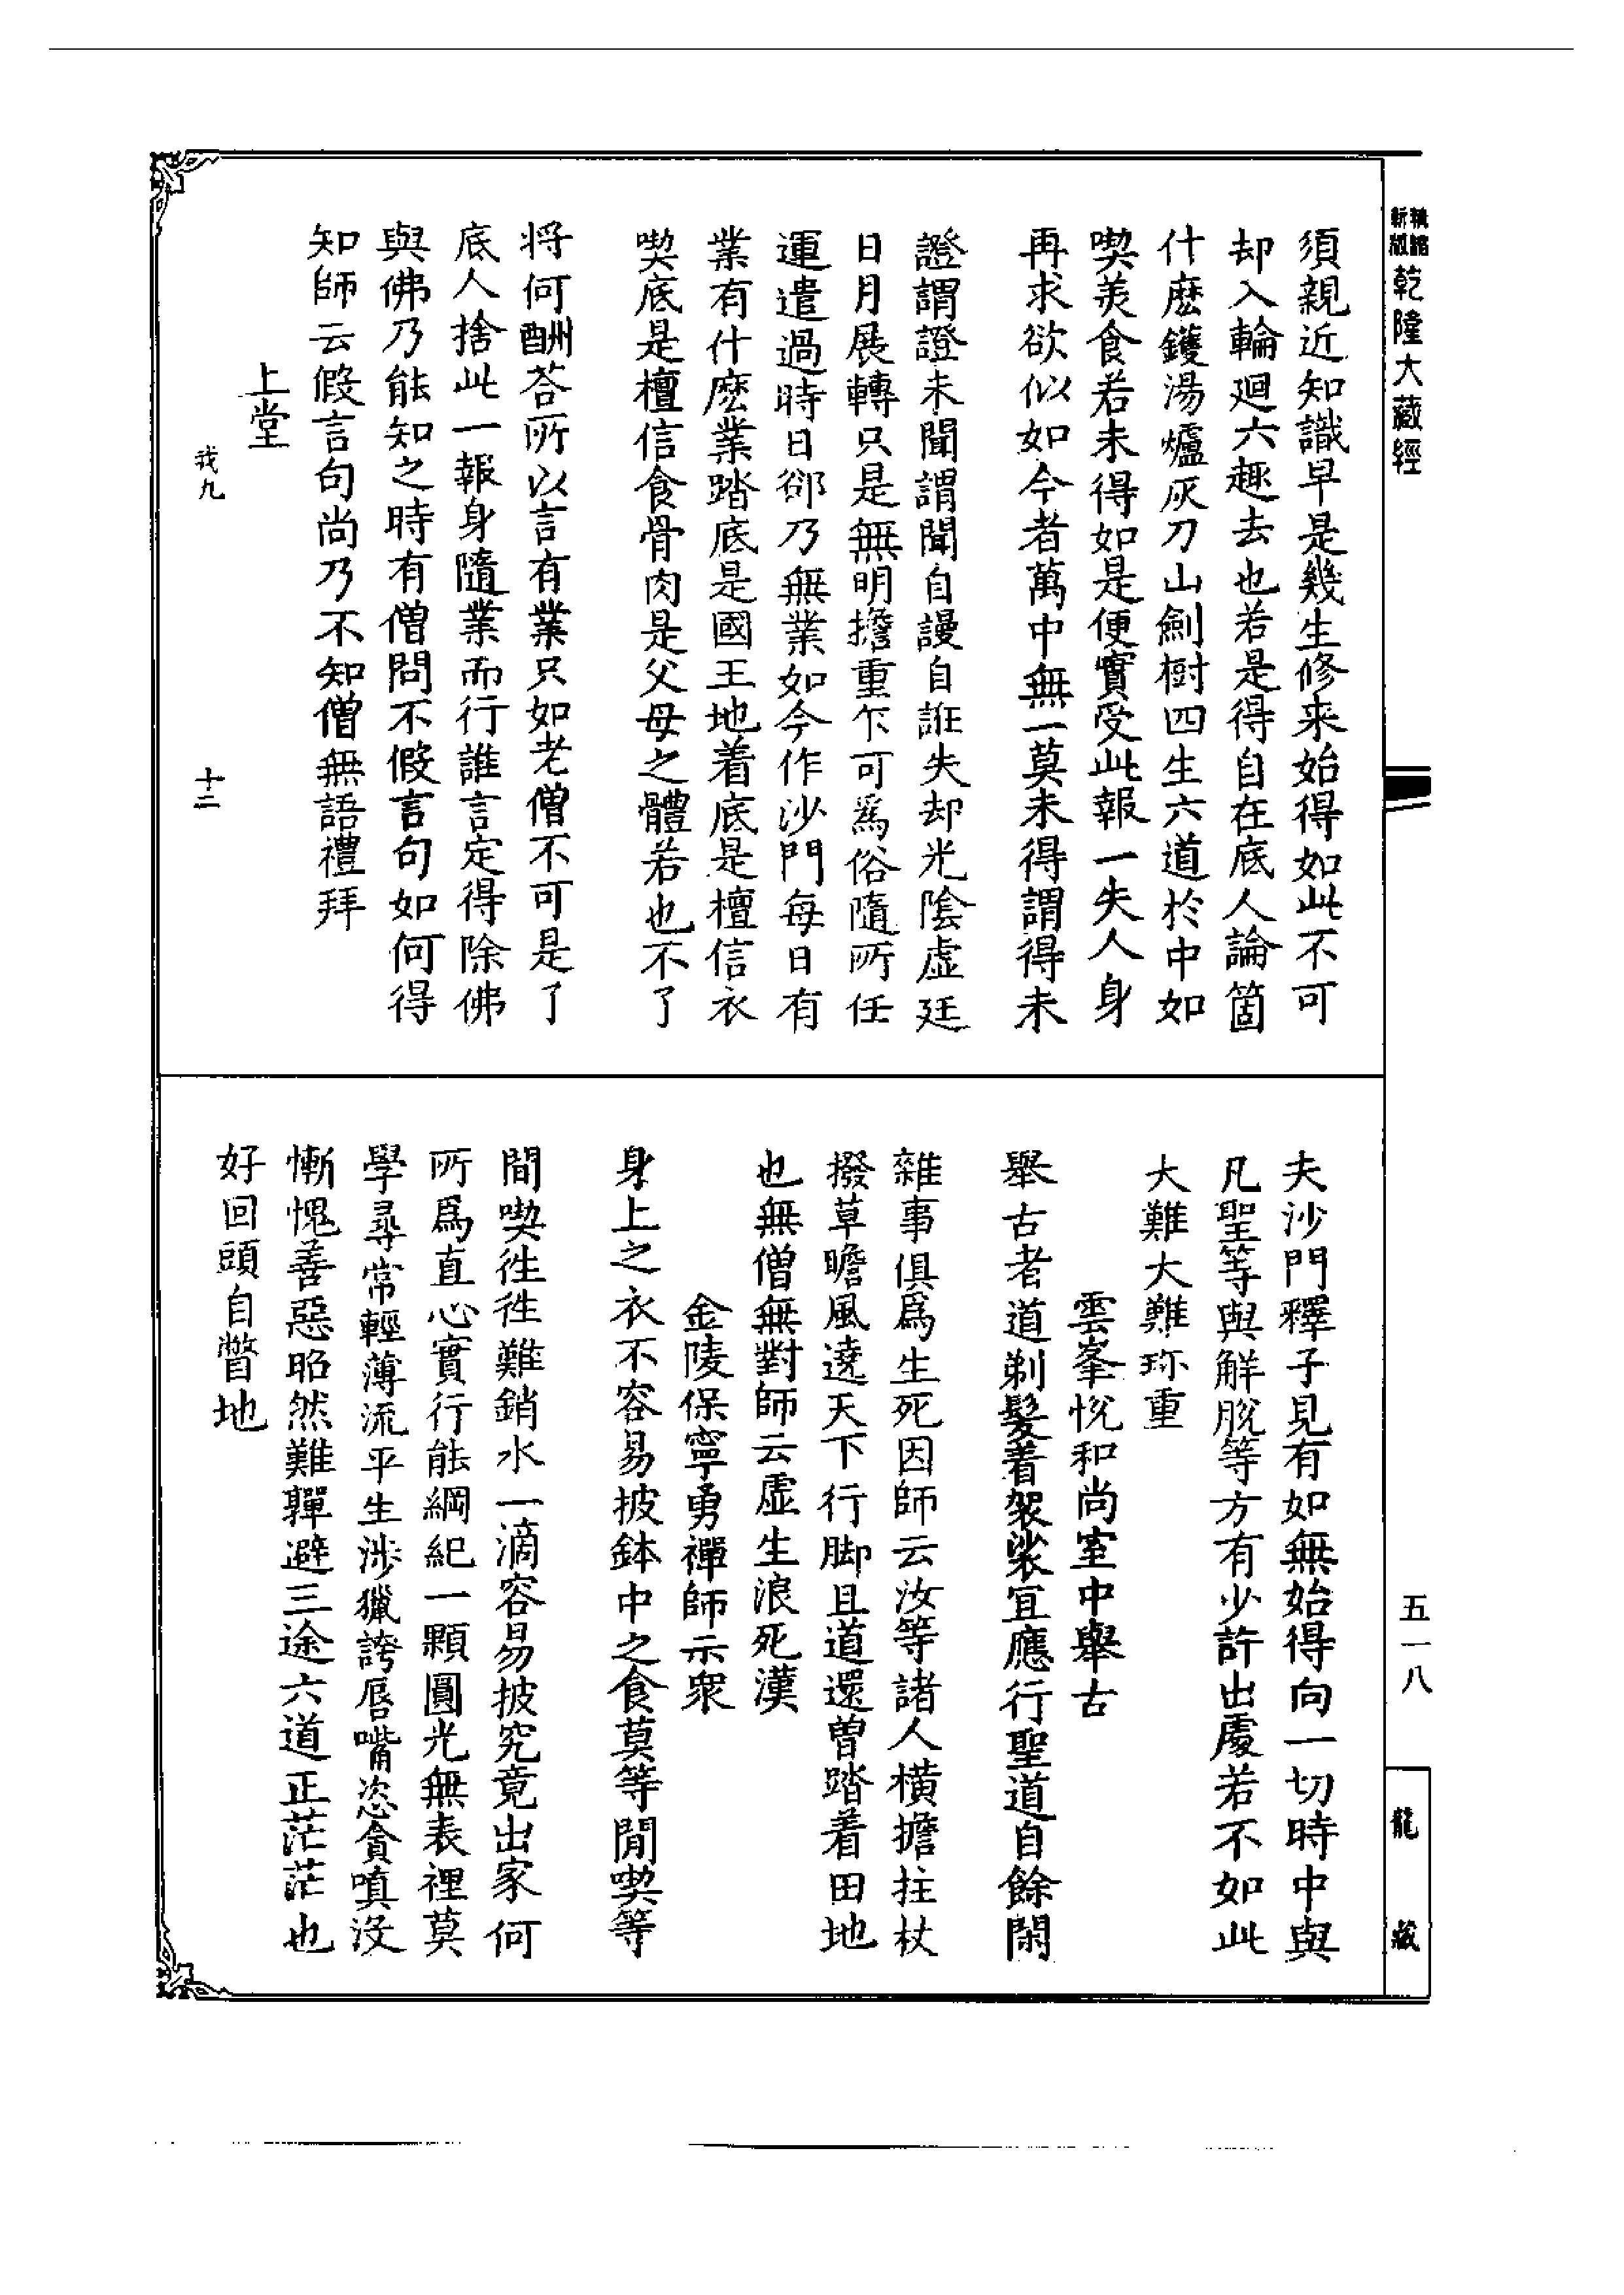 乾隆大藏經
須親近知識早是幾生修来始得如此不可
却入輪廻六趣去也若是得自在底人論箇
什麽鑊湯爐灰刀山劍樹四生六道於中如
喫美食若未得如是便實受此報一失人身
再求欲似如今者萬中無一莫未得謂得未
證謂證未聞謂聞自謾自誑失却光陰虛廷
日月展轉只是無明擔重乍可爲俗隨所任
運遣過時日郤乃無業如今作沙門每日有
業有什麽業踏底是國王地着底是檀信衣
喫底是檀信食骨肉是父母之體若也不了
将何酬荅所以言有業只如老僧不可是了
底人捨此一報身隨業而行誰言定得除佛
與佛乃能知之時有僧問不假言句如何得
知師云假言句尚乃不知僧無語禮拜
上堂
我九
十二
夫沙門釋子見有如無始得向一切時中與
凡聖等與解脫等方有少許出處若不如此
大難大難珎重
雲峯悅和尚室中舉古
舉古者道剃髮着袈裟宜應行聖道自餘閑
雜事俱爲生死因師云汝等諸人橫擔拄杖
撥草瞻風遶天下行脚且道還曽踏着田地
也無僧無對師云虛生浪死漢
金陵保寧勇禪師示衆
身上之衣不容易披鉢中之食莫等閒喫等
間喫徃徃難銷水一滴容易披究竟出家何
所爲直心實行能綱紀一顆圓光無表裡莫
學尋常輕薄流平生涉獵誇唇嘴恣貪嗔没
慚愧善惡昭然難軃避三途六道正茫茫也
好回頭自瞥地
五一八
龍藏